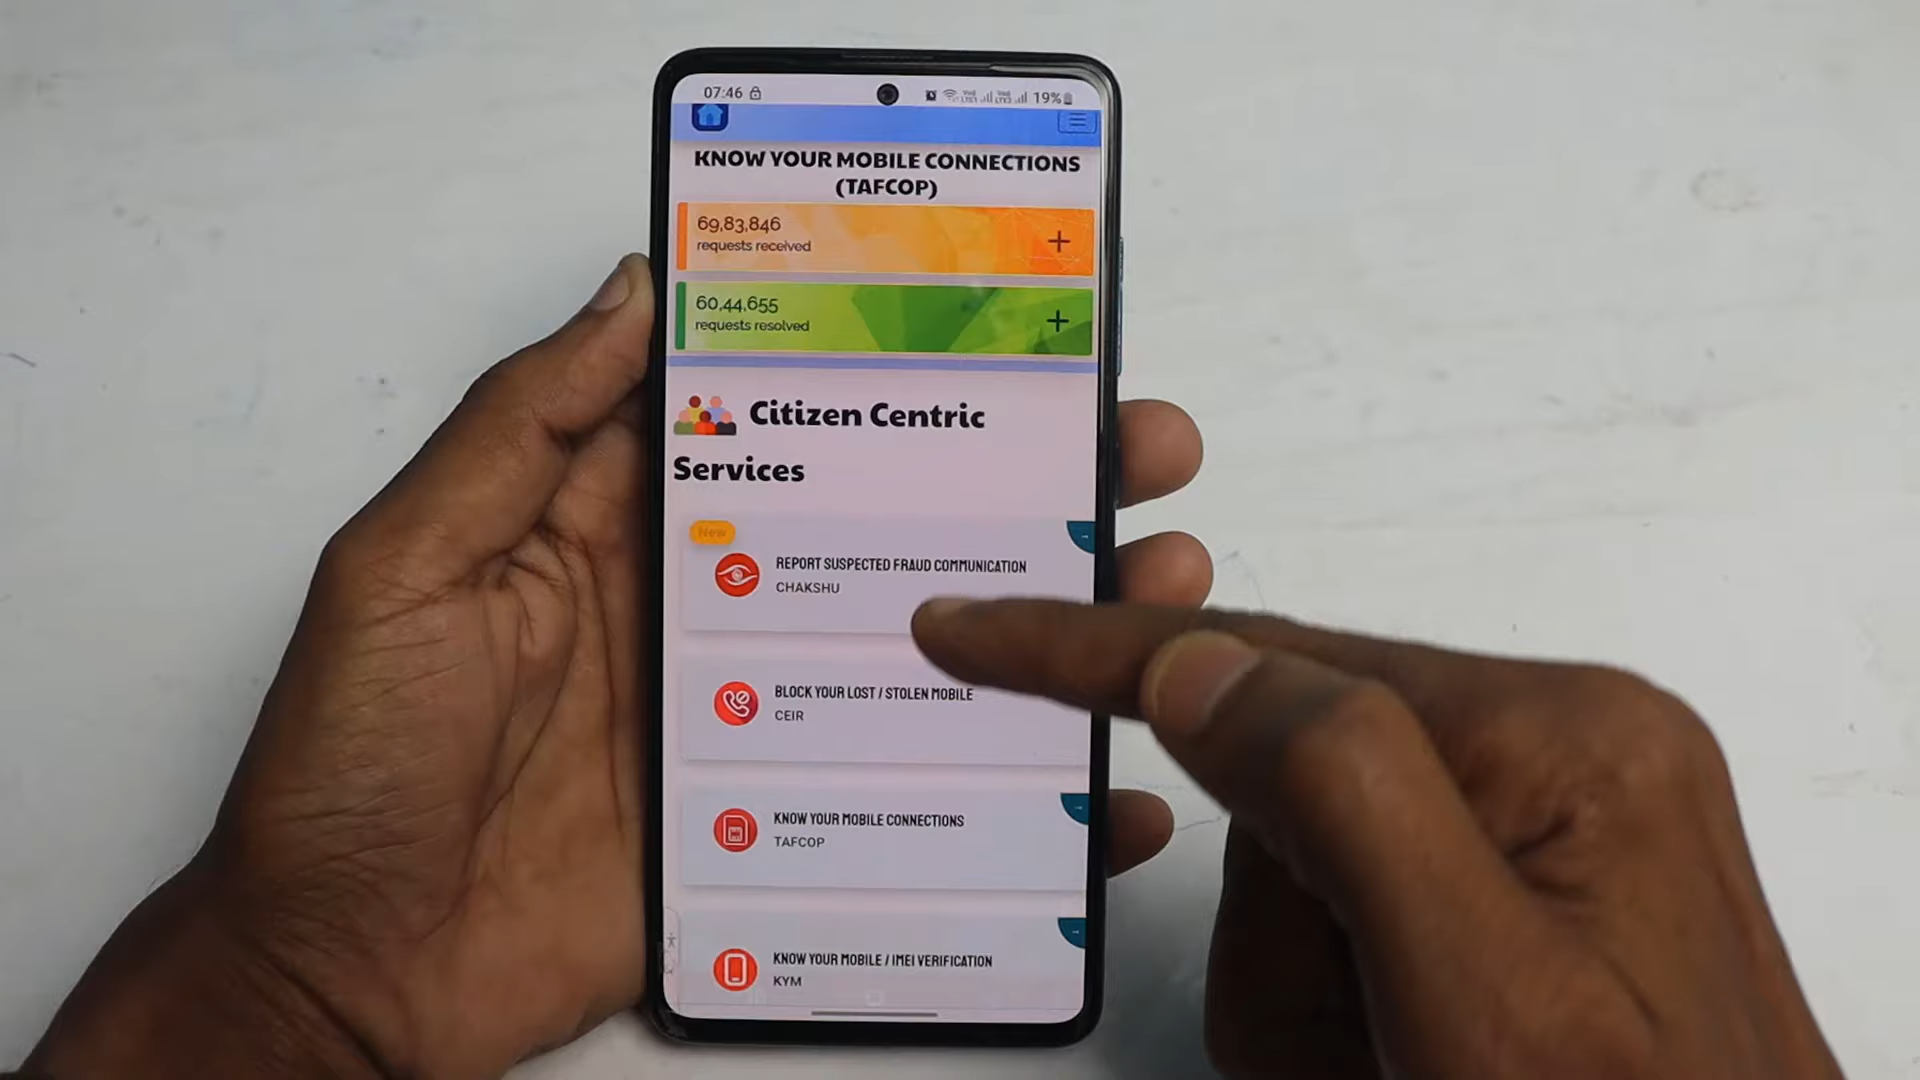 07:46
19%
KNOW YOUR MOBILE CONNECTIONS
(TAFCOP)
69,83,846
requests received
+
60,44,655
requests resolved
+
Citizen Centric
Services
New
REPORT SUSPECTED FRAUD COMMUNICATION
CHAKSHU
BLOCK YOUR LOST / STOLEN MOBILE
CEIR
KNOW YOUR MOBILE CONNECTIONS
TAFCOP
KNOW YOUR MOBILE / IMEI VERIFICATION
KYM